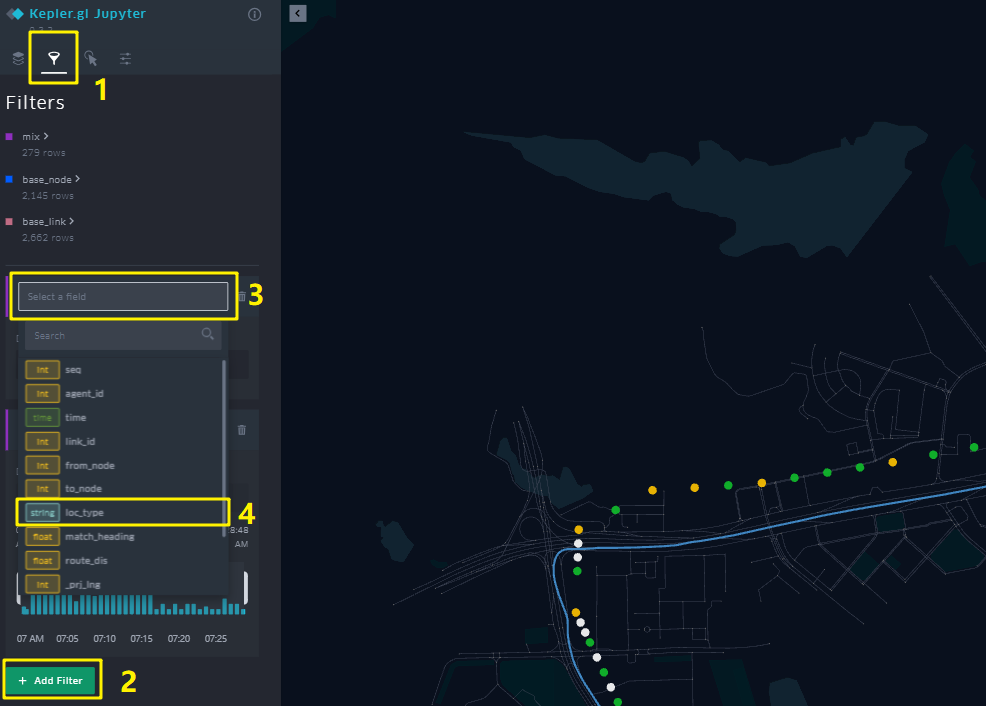 Kepler.gl Jupyter
1
Filters
mix
279 rows
base_node
2,145 rows
base_link
2,662 rows
Select a field
3
Search
int seq
int agent_id
time time
int link_id
int from_node
int to_node
string loc_type
4
8:48
AM
float match_heading
float route_dis
int _prj_lng
07 AM 07:05 07:10 07:15 07:20 07:25
+ Add Filter
2